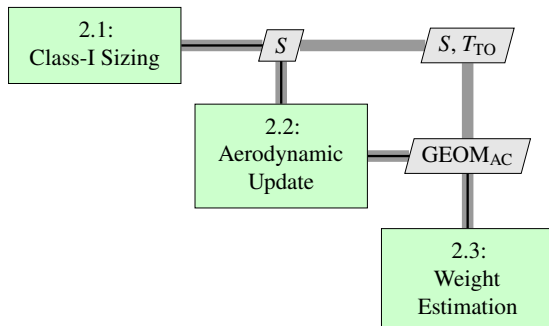 2.1:
Class-I Sizing
S
S, T_TO
2.2:
Aerodynamic
Update
GEOM_AC
2.3:
Weight
Estimation